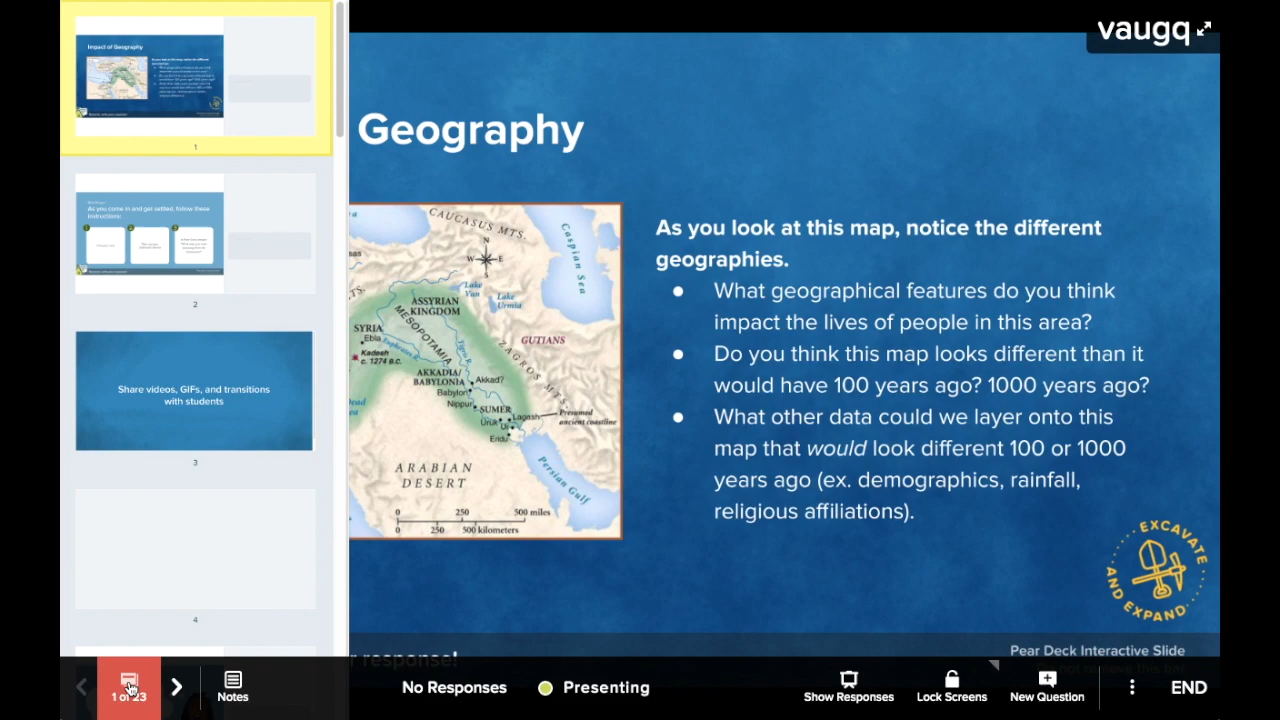 Impact of Geography
1
As you come in and get settled, follow these
instructions:
1
2
3
2
Share videos, GIFs, and transitions
with students
3
4
vaugq
Geography
As you look at this map, notice the different
geographies.
What geographical features do you think
impact the lives of people in this area?
Do you think this map looks different than it
would have 100 years ago? 1000 years ago?
What other data could we layer onto this
map that would look different 100 or 1000
years ago (ex. demographics, rainfall,
religious affiliations).
CAUCASUS MTS.
Caspian Sea
N
W E
S
Lake
Van
Lake
Urmia
ASSYRIAN
KINGDOM
MESOPOTAMIA
SYRIA
Ebla
Euphrates R.
Tigris R.
GUTIANS
ZAGROS MTS.
Kadesh
c. 1274 B.C.
AKKADIA/
BABYLONIA
Akkad?
Babylon
Nippur
SUMER
Lagash
Uruk
Ur
Eridu
Presumed
ancient coastline
ARABIAN
DESERT
Persian Gulf
0 250 500 miles
0 250 500 kilometers
EXCAVATE
AND EXPAND
r response!
Pear Deck Interactive Slide
1 of 23
Notes
No Responses
Presenting
Show Responses
Lock Screens
New Question
END